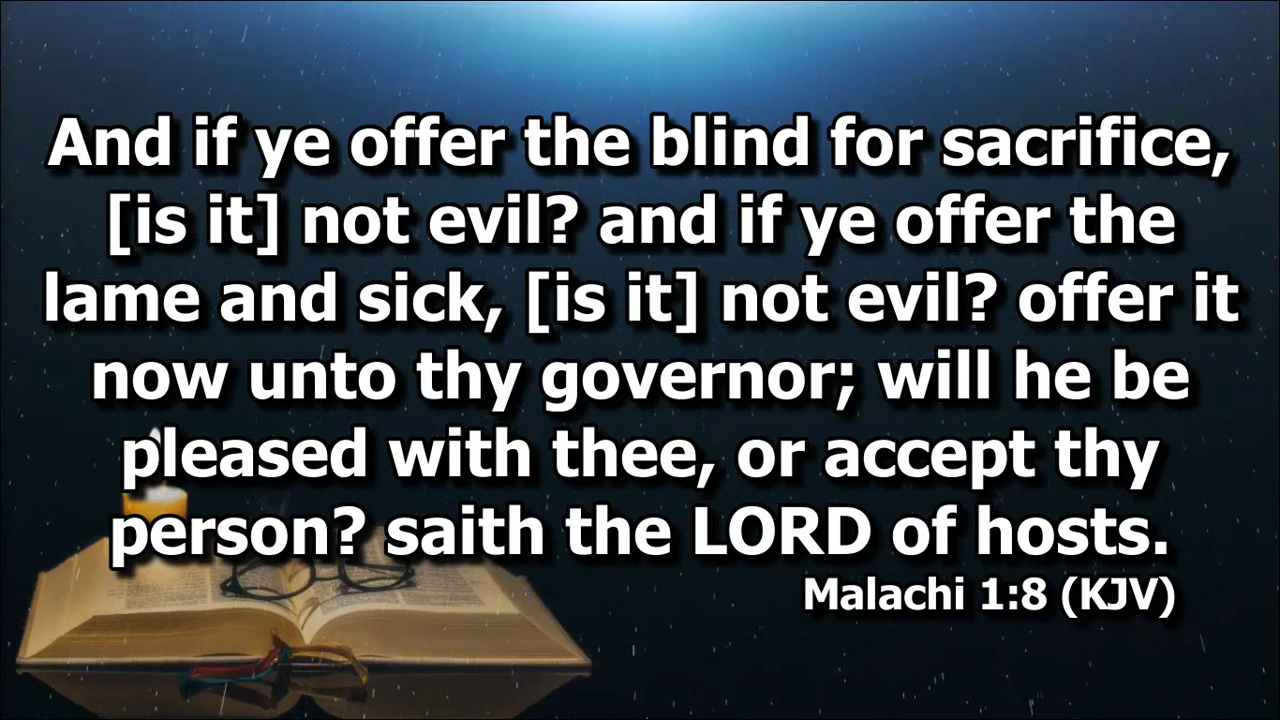 And if ye offer the blind for sacrifice,
[is it] not evil? and if ye offer the
lame and sick, [is it] not evil? offer it
now unto thy governor; will he be
pleased with thee, or accept thy
person? saith the LORD of hosts.
Malachi 1:8 (KJV)